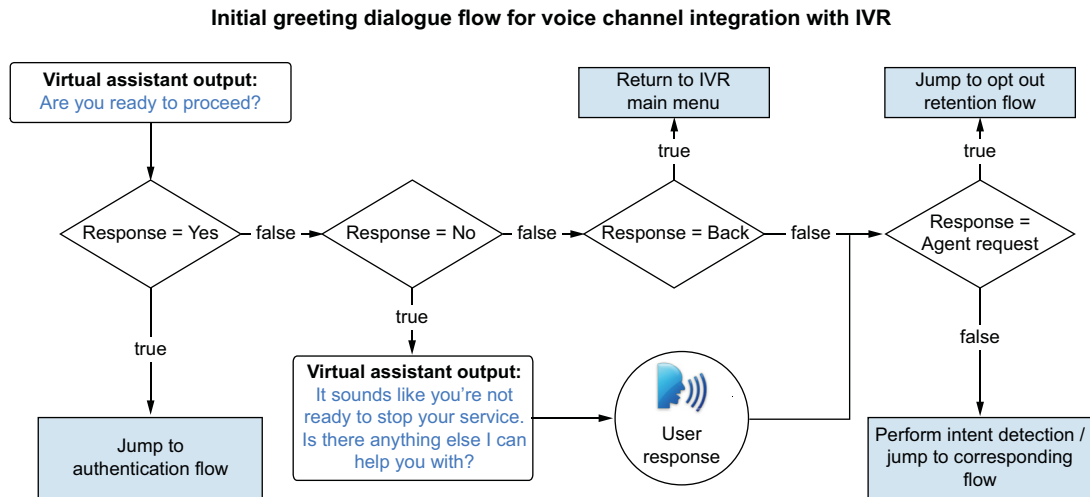 Initial greeting dialogue flow for voice channel integration with IVR
Virtual assistant output:
Are you ready to proceed?
Return to IVR
main menu
Jump to opt out
retention flow
true
true
Response = Yes
false
Response = No
false
Response = Back
false
Response =
Agent request
true
true
false
Virtual assistant output:
It sounds like you’re not
ready to stop your service.
Is there anything else I can
help you with?
User
response
Jump to
authentication flow
Perform intent detection /
jump to corresponding
flow